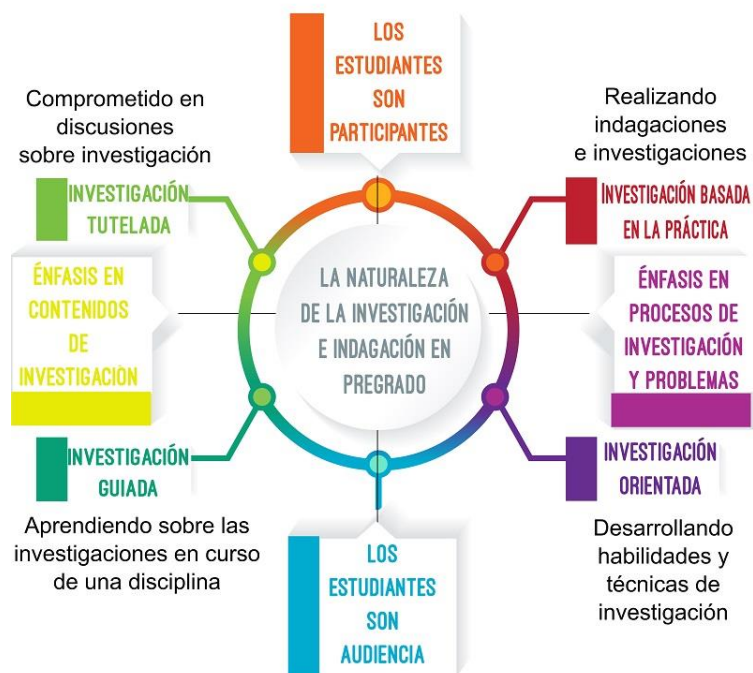 LOS
ESTUDIANTES
SON
PARTICIPANTES
Comprometido en
discusiones
sobre investigación
INVESTIGACIÓN
TUTELADA
Realizando
indagaciones
e investigaciones
INVESTIGACIÓN BASADA
EN LA PRÁCTICA
ÉNFASIS EN
CONTENIDOS
DE
INVESTIGACIÒN
LA NATURALEZA
DE LA INVESTIGACIÓN
E INDAGACIÓN EN
PREGRADO
ÉNFASIS EN
PROCESOS DE
INVESTIGACIÓN
Y PROBLEMAS
INVESTIGACIÓN
GUIADA
Aprendiendo sobre las
investigaciones en curso
de una disciplina
INVESTIGACIÓN
ORIENTADA
Desarrollando
habilidades y
técnicas de
investigación
LOS
ESTUDIANTES
SON
AUDIENCIA